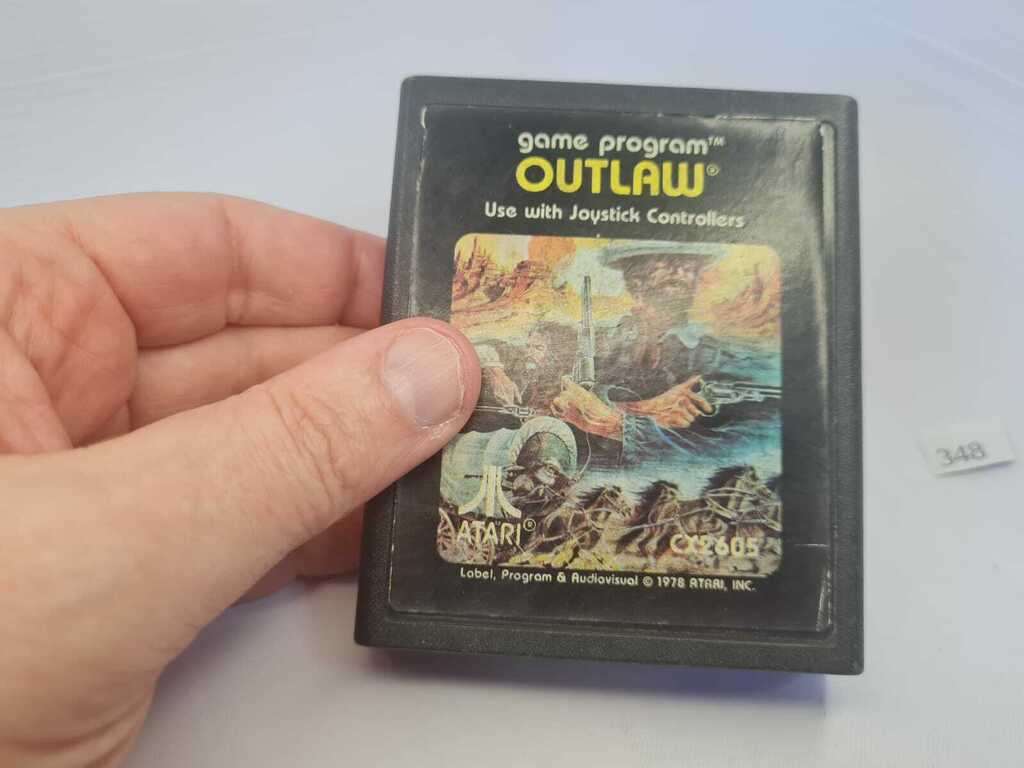 game program™
OUTLAW®
Use with Joystick Controllers
ATARI®
CX2605
Label, Program & Audiovisual © 1978 ATARI, INC.
348